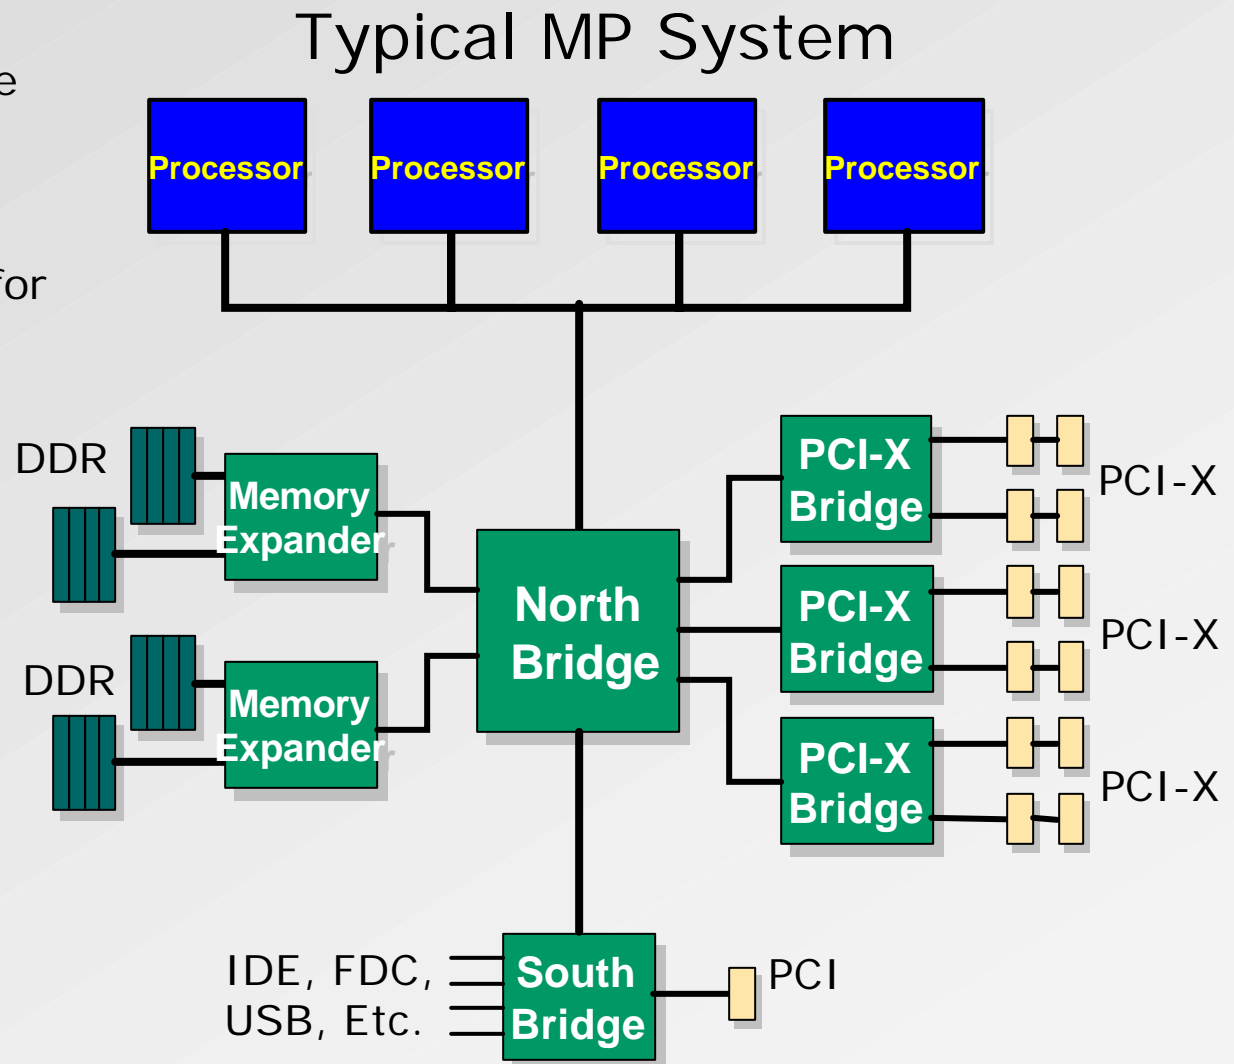 Typical MP System
e
for
Processor Processor Processor Processor
DDR
Memory
Expander
DDR
Memory
Expander
North
Bridge
PCI-X
Bridge
PCI-X
PCI-X
Bridge
PCI-X
PCI-X
Bridge
PCI-X
IDE, FDC,
USB, Etc.
South
Bridge
PCI